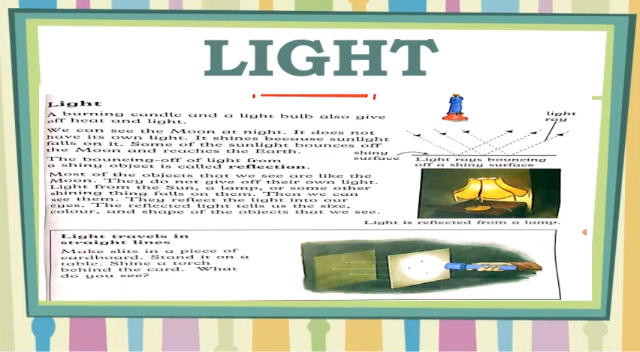 LIGHT
Light
A burning candle and a light bulb also give
off heat and light.
We can see the Moon at night. It does not
have its own light. It shines because sunlight
falls on it. Some of the sunlight bounces off
the Moon and reaches the Earth.
The bouncing-off of light from
a shiny object is called reflection.
Most of the objects that we see are like the
Moon. They do not give off their own light.
Light from the Sun, a lamp, or some other
shining thing falls on them. Then we can
see them. They reflect the light into our
eyes. The reflected light tells us the size,
colour, and shape of the objects that we see.
light
ray
shiny
surface
Light rays bouncing
off a shiny surface
Light is reflected from a lamp.
Light travels in
straight lines
Make slits in a piece of
cardboard. Stand it on a
table. Shine a torch
behind the card. What
do you see?